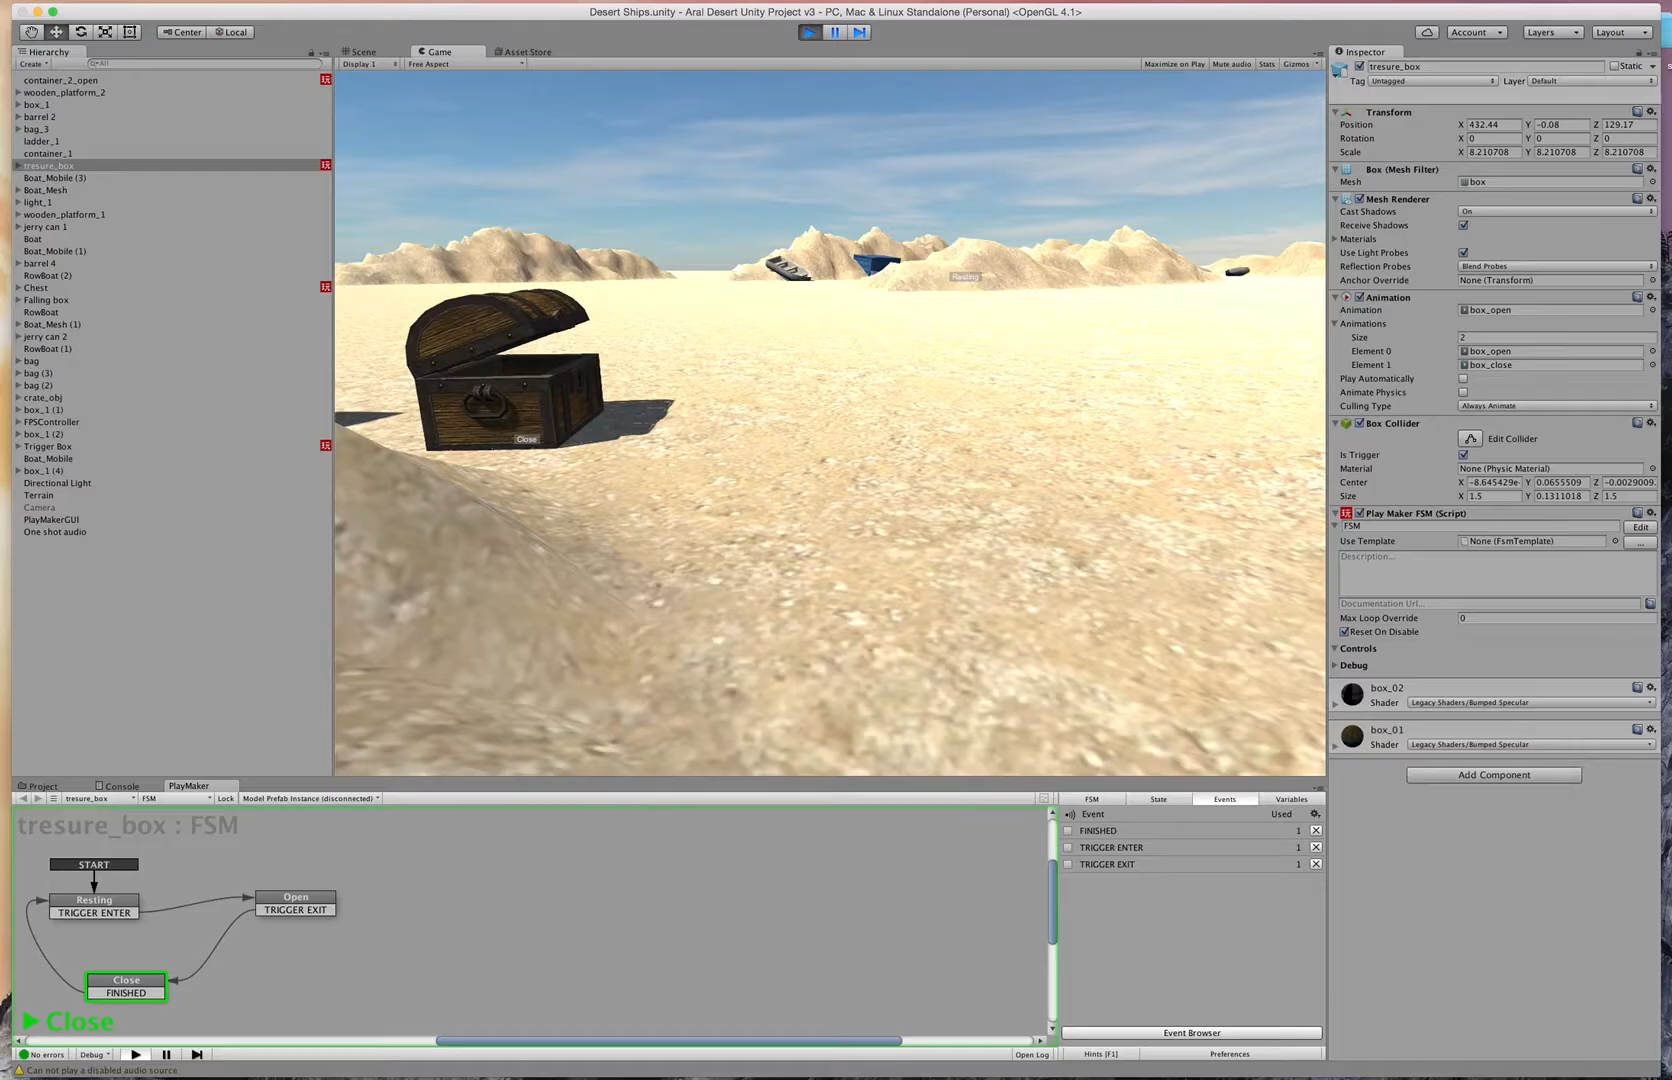 Desert Ships.unity - Aral Desert Unity Project v3 - PC, Mac & Linux Standalone (Personal) <OpenGL 4.1>
Center Local Account Layers Layout
Hierarchy
Create All
container_2_open
wooden_platform_2
box_1
barrel 2
bag_3
ladder_1
container_1
tresure_box
Boat_Mobile (3)
Boat_Mesh
light_1
wooden_platform_1
jerry can 1
Boat
Boat_Mobile (1)
barrel 4
RowBoat (2)
Chest
Falling box
RowBoat
Boat_Mesh (1)
jerry can 2
RowBoat (1)
bag
bag (3)
bag (2)
crate_obj
box_1 (1)
FPSController
box_1 (2)
Trigger Box
Boat_Mobile
box_1 (4)
Directional Light
Terrain
Camera
PlayMakerGUI
One shot audio
Scene Game Asset Store
Display 1 Free Aspect Maximize on Play Mute audio Stats Gizmos
Resting
Close
Inspector
tresure_box Static
Tag Untagged Layer Default
Transform
Position X 432.44 Y -0.08 Z 129.17
Rotation X 0 Y 0 Z 0
Scale X 8.210708 Y 8.210708 Z 8.210708
Box (Mesh Filter)
Mesh box
Mesh Renderer
Cast Shadows On
Receive Shadows
Materials
Use Light Probes
Reflection Probes Blend Probes
Anchor Override None (Transform)
Animation
Animation box_open
Animations
Size 2
Element 0 box_open
Element 1 box_close
Play Automatically
Animate Physics
Culling Type Always Animate
Box Collider
Edit Collider
Is Trigger
Material None (Physic Material)
Center X -8.645429e- Y 0.0655509 Z -0.0029009.
Size X 1.5 Y 0.1311018 Z 1.5
玩 Play Maker FSM (Script)
FSM Edit
Use Template None (FsmTemplate) ...
Description...
Documentation Url...
Max Loop Override 0
Reset On Disable
Controls
Debug
box_02
Shader Legacy Shaders/Bumped Specular
box_01
Shader Legacy Shaders/Bumped Specular
Add Component
Project Console PlayMaker
tresure_box FSM Lock Model Prefab Instance (disconnected)
tresure_box : FSM
START
Resting
TRIGGER ENTER
Open
TRIGGER EXIT
Close
FINISHED
Close
FSM State Events Variables
Event Used
FINISHED 1
TRIGGER ENTER 1
TRIGGER EXIT 1
Event Browser
No errors Debug Open Log Hints [F1] Preferences
Can not play a disabled audio source